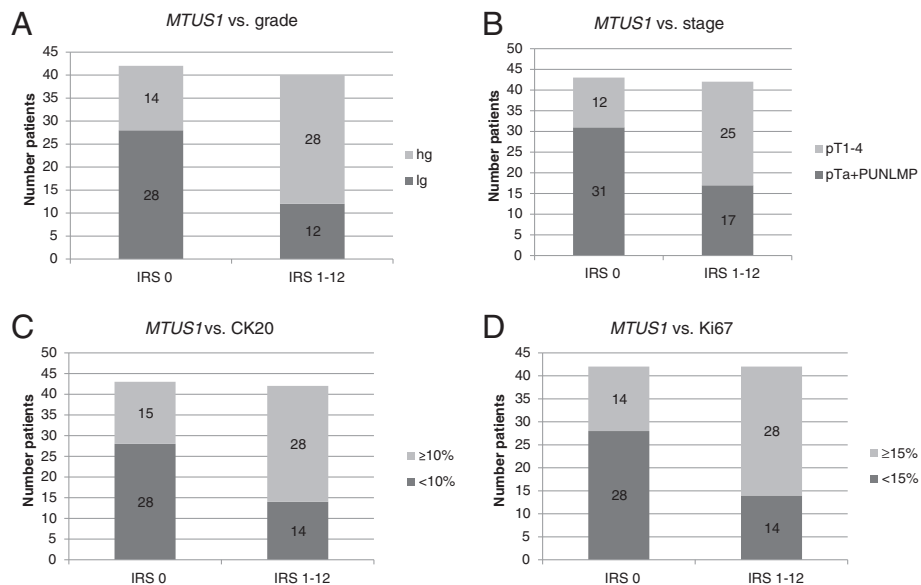 A
MTUS1 vs. grade
Number patients
45
40
35
30
25
20
15
10
5
0
14
28
28
12
IRS 0
IRS 1-12
hg
lg
B
MTUS1 vs. stage
Number patients
50
45
40
35
30
25
20
15
10
5
0
12
31
25
17
IRS 0
IRS 1-12
pT1-4
pTa+PUNLMP
C
MTUS1vs. CK20
Number patients
50
45
40
35
30
25
20
15
10
5
0
15
28
28
14
IRS 0
IRS 1-12
≥10%
<10%
D
MTUS1 vs. Ki67
Number patients
45
40
35
30
25
20
15
10
5
0
14
28
28
14
IRS 0
IRS 1-12
≥15%
<15%